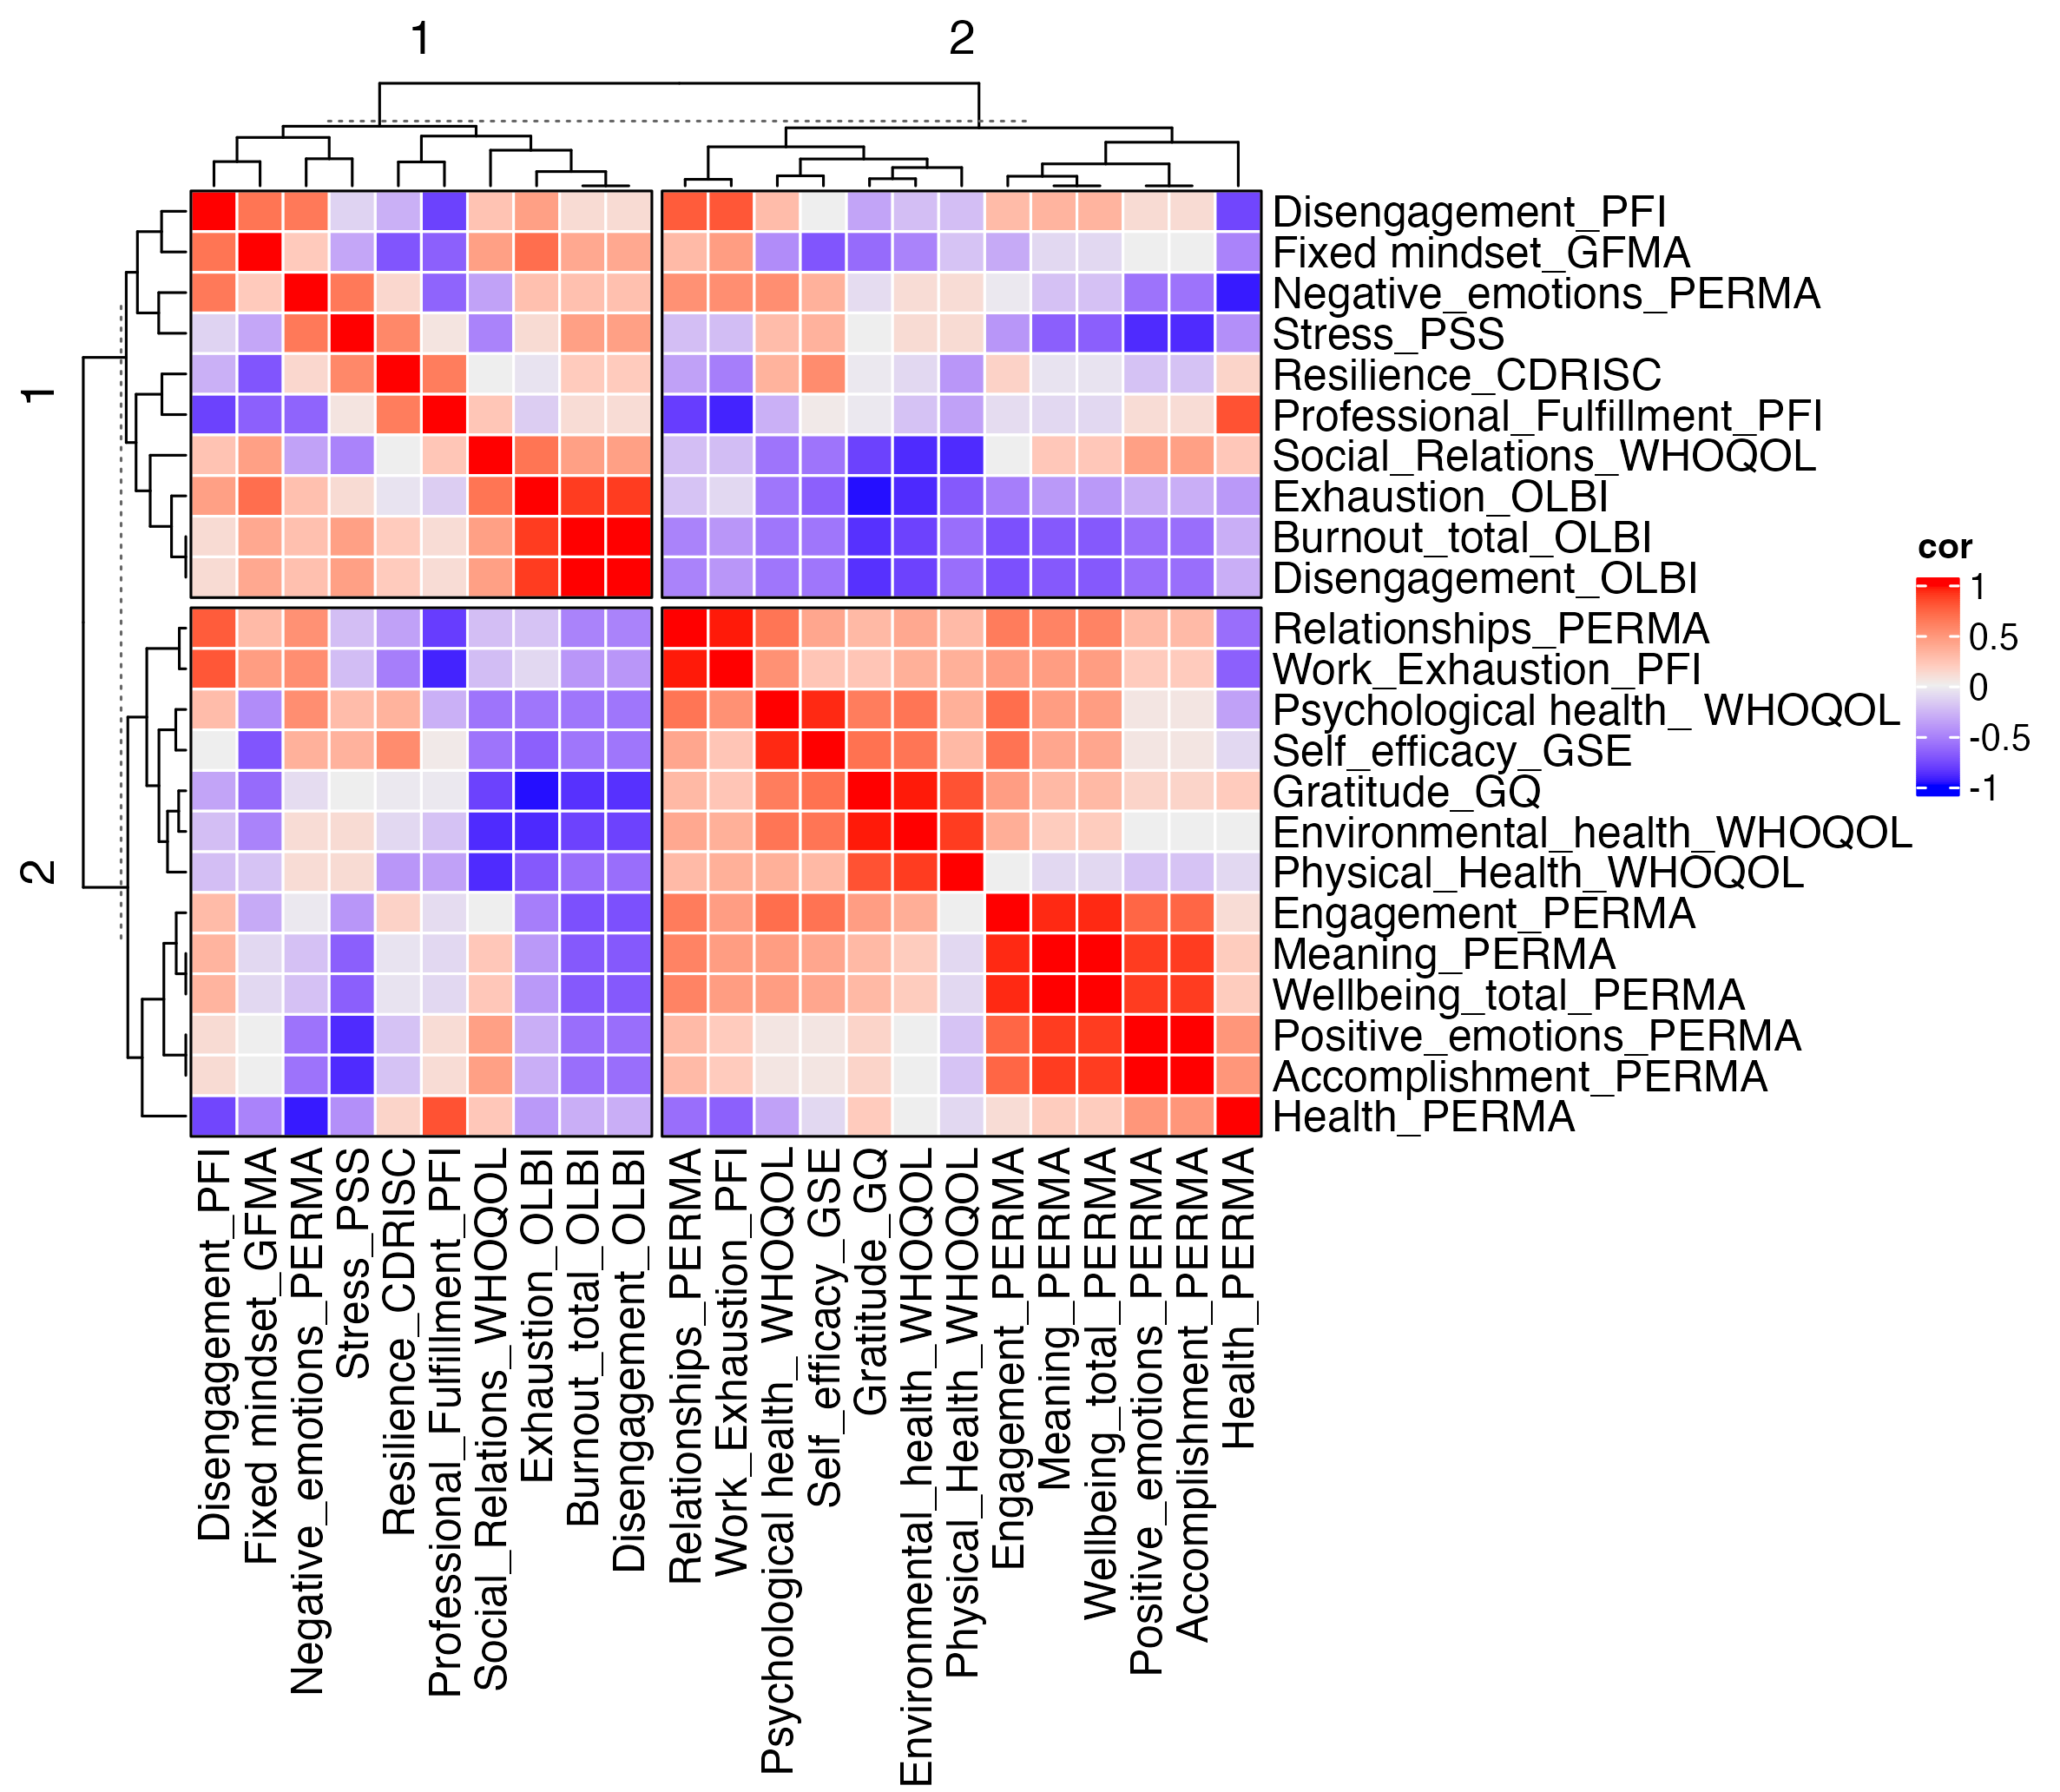 1
2
1
2
Disengagement_PFI
Fixed mindset_GFMA
Negative_emotions_PERMA
Stress_PSS
Resilience_CDRISC
Professional_Fulfillment_PFI
Social_Relations_WHOQOL
Exhaustion_OLBI
Burnout_total_OLBI
Disengagement_OLBI
Relationships_PERMA
Work_Exhaustion_PFI
Psychological health_ WHOQOL
Self_efficacy_GSE
Gratitude_GQ
Environmental_health_WHOQOL
Physical_Health_WHOQOL
Engagement_PERMA
Meaning_PERMA
Wellbeing_total_PERMA
Positive_emotions_PERMA
Accomplishment_PERMA
Health_PERMA
cor
1
0.5
0
-0.5
-1
Disengagement_PFI
Fixed mindset_GFMA
Negative_emotions_PERMA
Stress_PSS
Resilience_CDRISC
Professional_Fulfillment_PFI
Social_Relations_WHOQOL
Exhaustion_OLBI
Burnout_total_OLBI
Disengagement_OLBI
Relationships_PERMA
Work_Exhaustion_PFI
Psychological health_ WHOQOL
Self_efficacy_GSE
Gratitude_GQ
Environmental_health_WHOQOL
Physical_Health_WHOQOL
Engagement_PERMA
Meaning_PERMA
Wellbeing_total_PERMA
Positive_emotions_PERMA
Accomplishment_PERMA
Health_PERMA